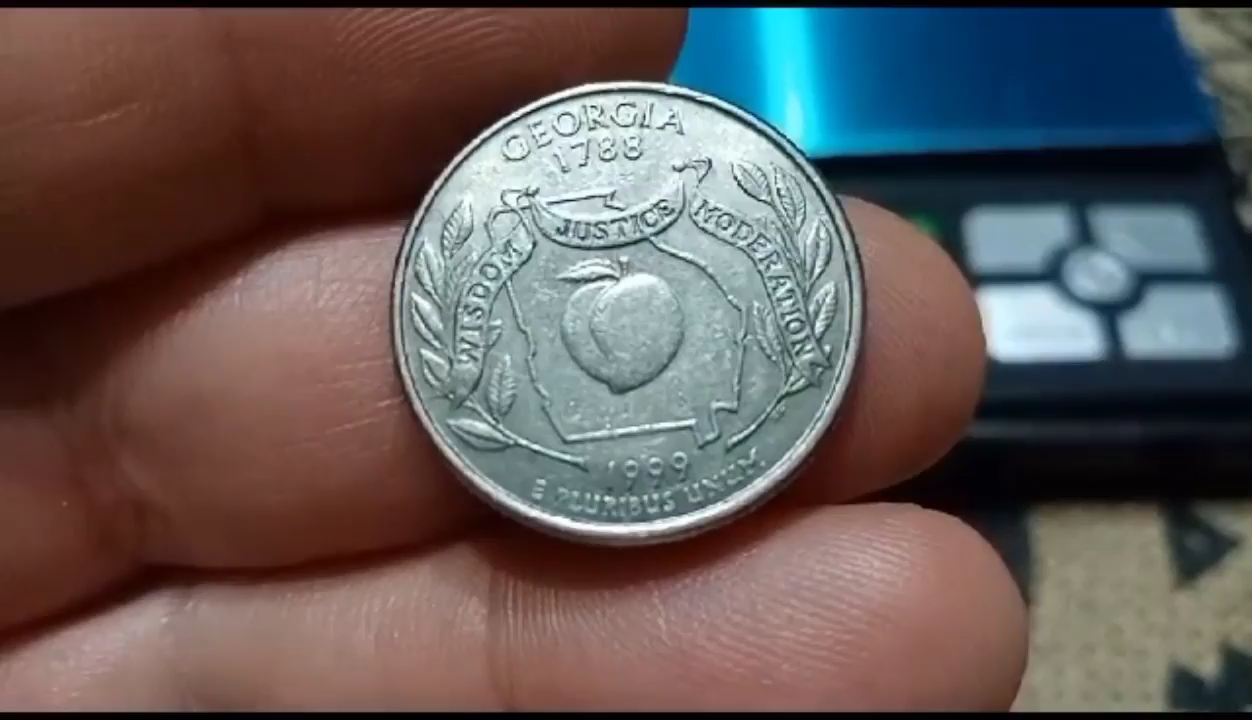 GEORGIA
1788
WISDOM
JUSTICE
MODERATION
1999
E PLURIBUS UNUM